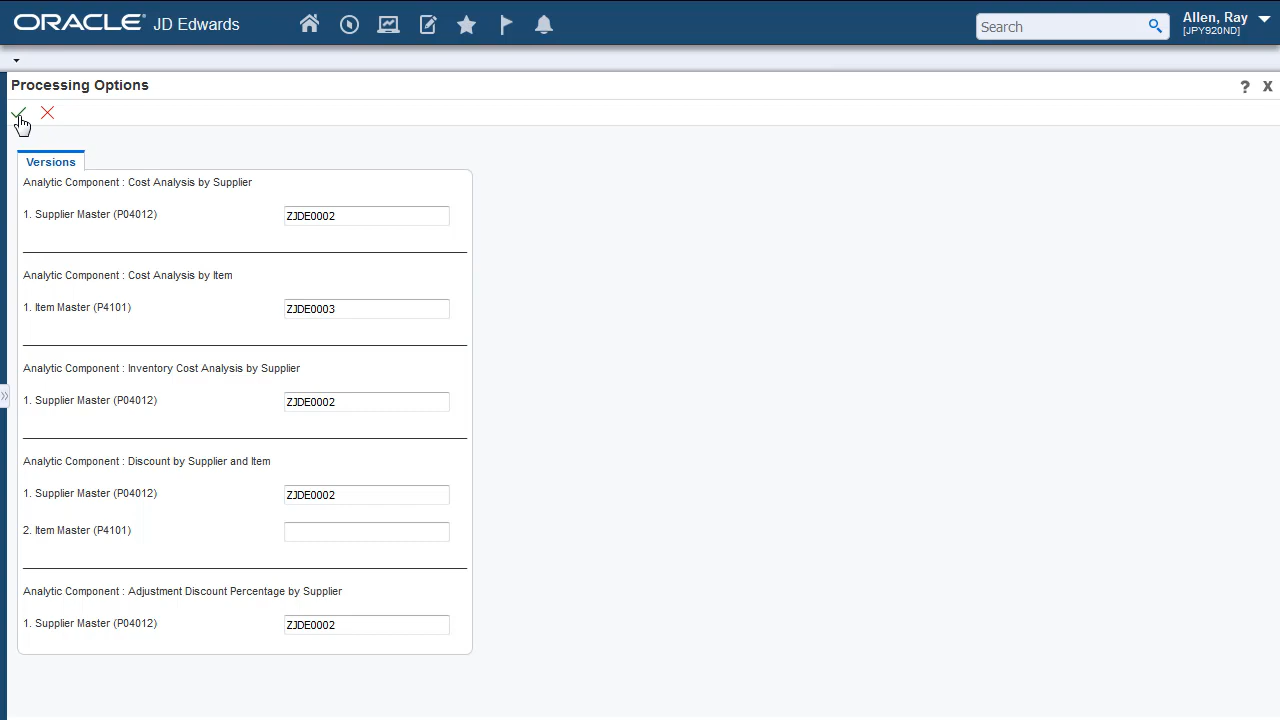 ORACLE JD Edwards
Search
Allen, Ray
[JPY920ND]
Processing Options
? X
Versions
Analytic Component : Cost Analysis by Supplier
1. Supplier Master (P04012) ZJDE0002
Analytic Component : Cost Analysis by Item
1. Item Master (P4101) ZJDE0003
Analytic Component : Inventory Cost Analysis by Supplier
1. Supplier Master (P04012) ZJDE0002
Analytic Component : Discount by Supplier and Item
1. Supplier Master (P04012) ZJDE0002
2. Item Master (P4101)
Analytic Component : Adjustment Discount Percentage by Supplier
1. Supplier Master (P04012) ZJDE0002